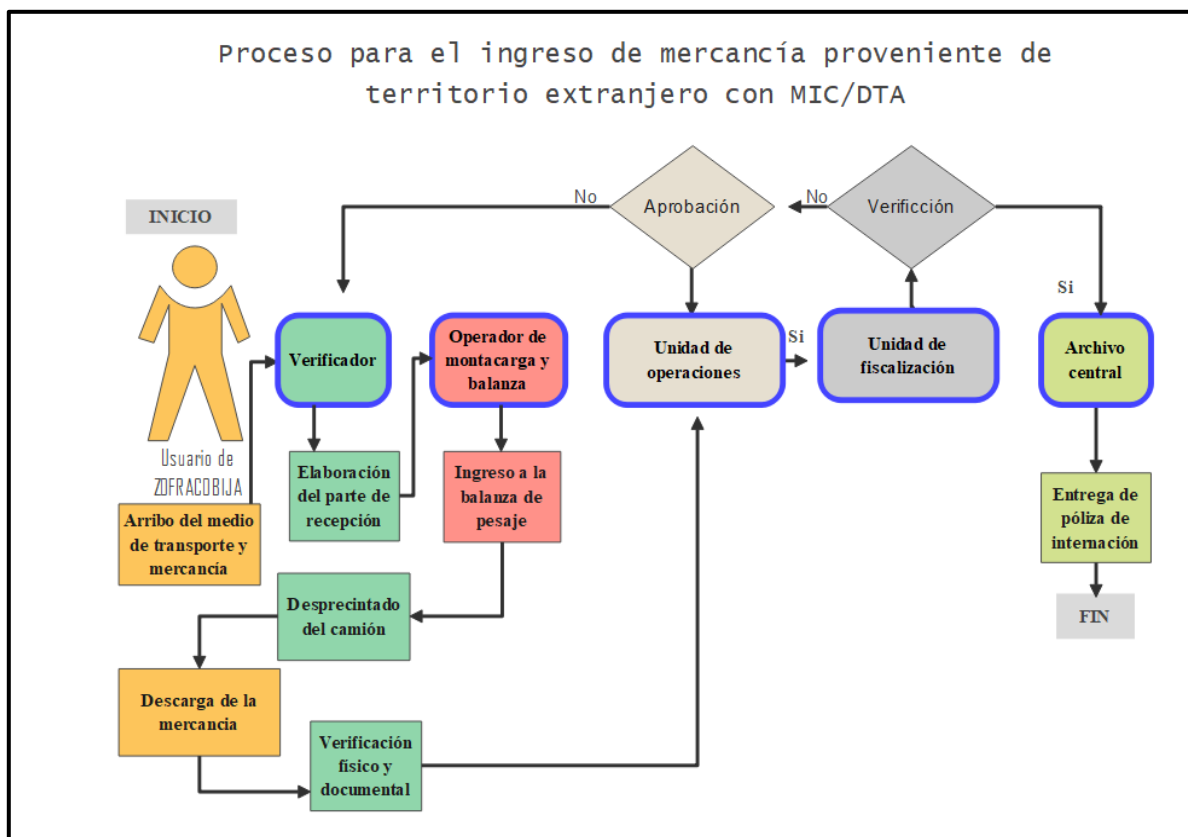 Proceso para el ingreso de mercancía proveniente de
territorio extranjero con MIC/DTA
INICIO
Usuario de
ZOFRACOBIJA
Arribo del medio
de transporte y
mercancía
Verificador
Elaboración
del parte de
recepción
Operador de
montacarga y
balanza
Ingreso a la
balanza de
pesaje
Desprecintado
del camión
Descarga de la
mercancia
Verificación
físico y
documental
No
Aprobación
Unidad de
operaciones
Si
Unidad de
fiscalización
No
Verificción
Si
Archivo
central
Entrega de
póliza de
internación
FIN